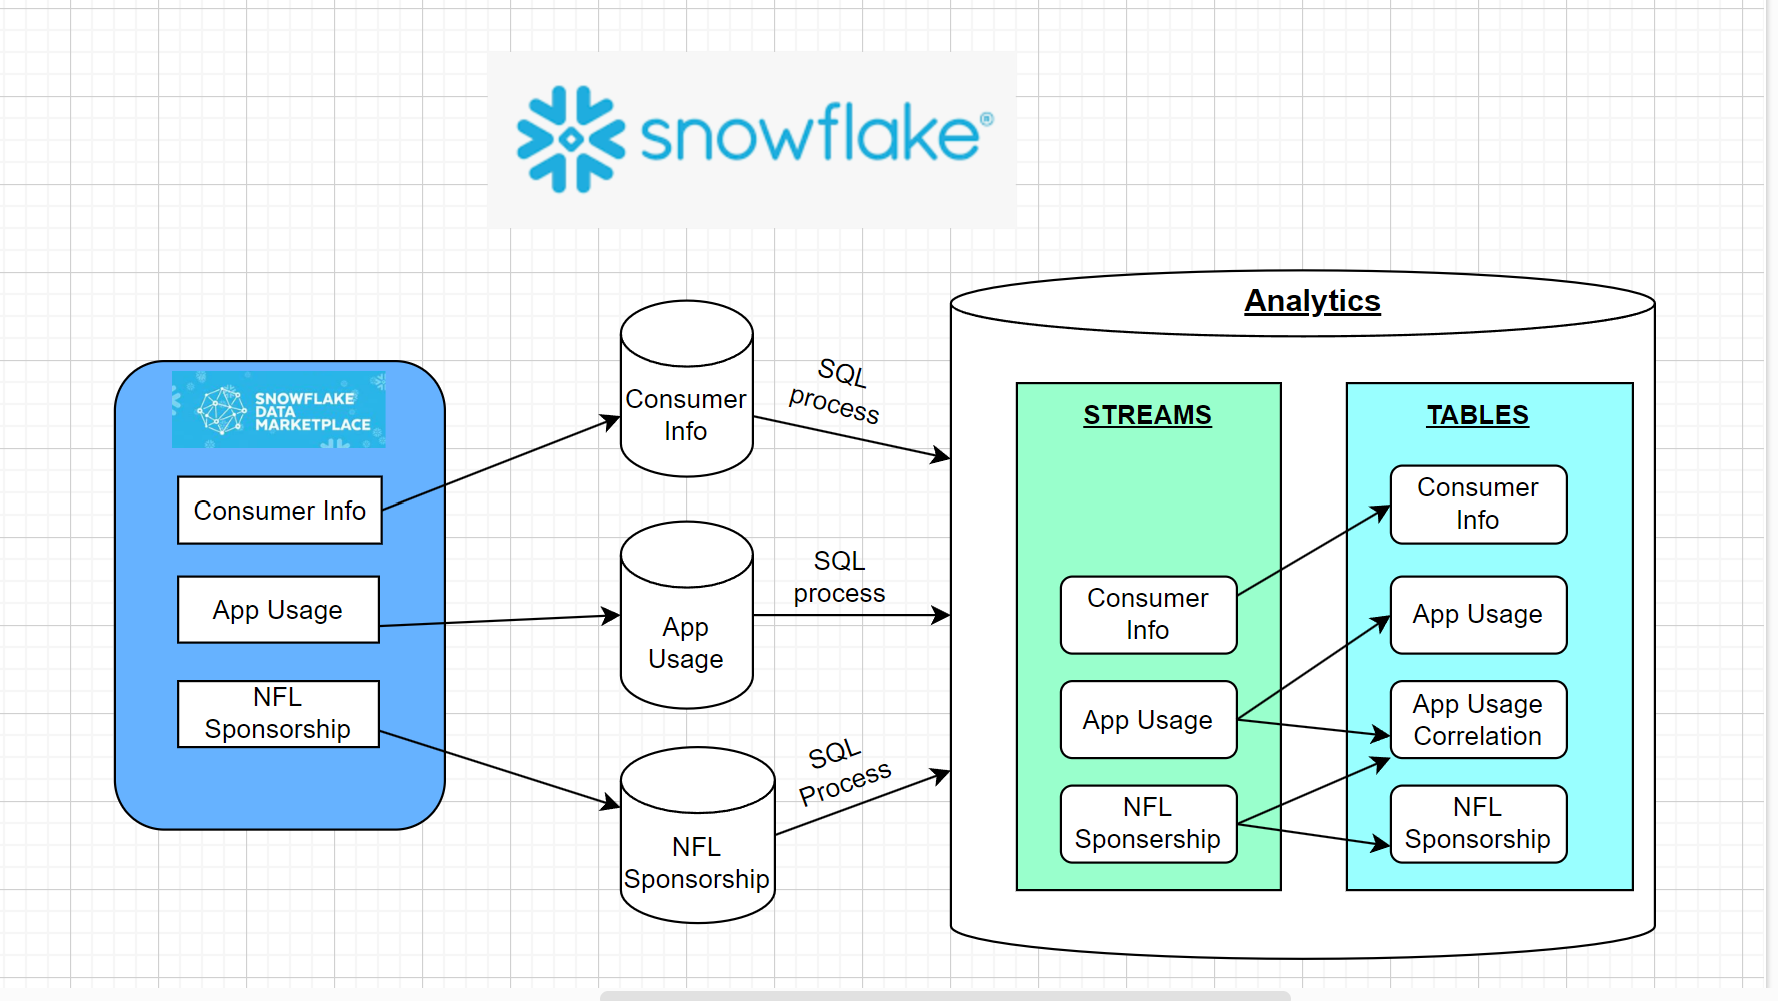 snowflake®
Analytics
SNOWFLAKE
DATA
MARKETPLACE
Consumer Info
App Usage
NFL
Sponsorship
Consumer
Info
App
Usage
NFL
Sponsorship
SQL
process
SQL
process
SQL
Process
STREAMS
Consumer
Info
App Usage
NFL
Sponsership
TABLES
Consumer
Info
App Usage
App Usage
Correlation
NFL
Sponsorship